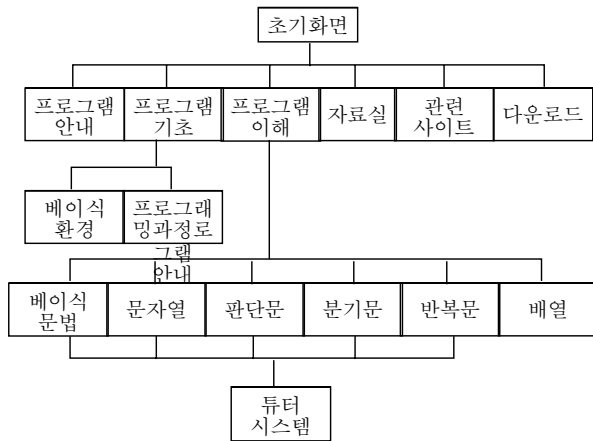 초기화면
프로그램
안내
프로그램
기초
프로그램
이해
자료실
관련
사이트
다운로드
베이식
환경
프로그래
밍과정로
그램
안내
베이식
문법
문자열
판단문
분기문
반복문
배열
튜터
시스템